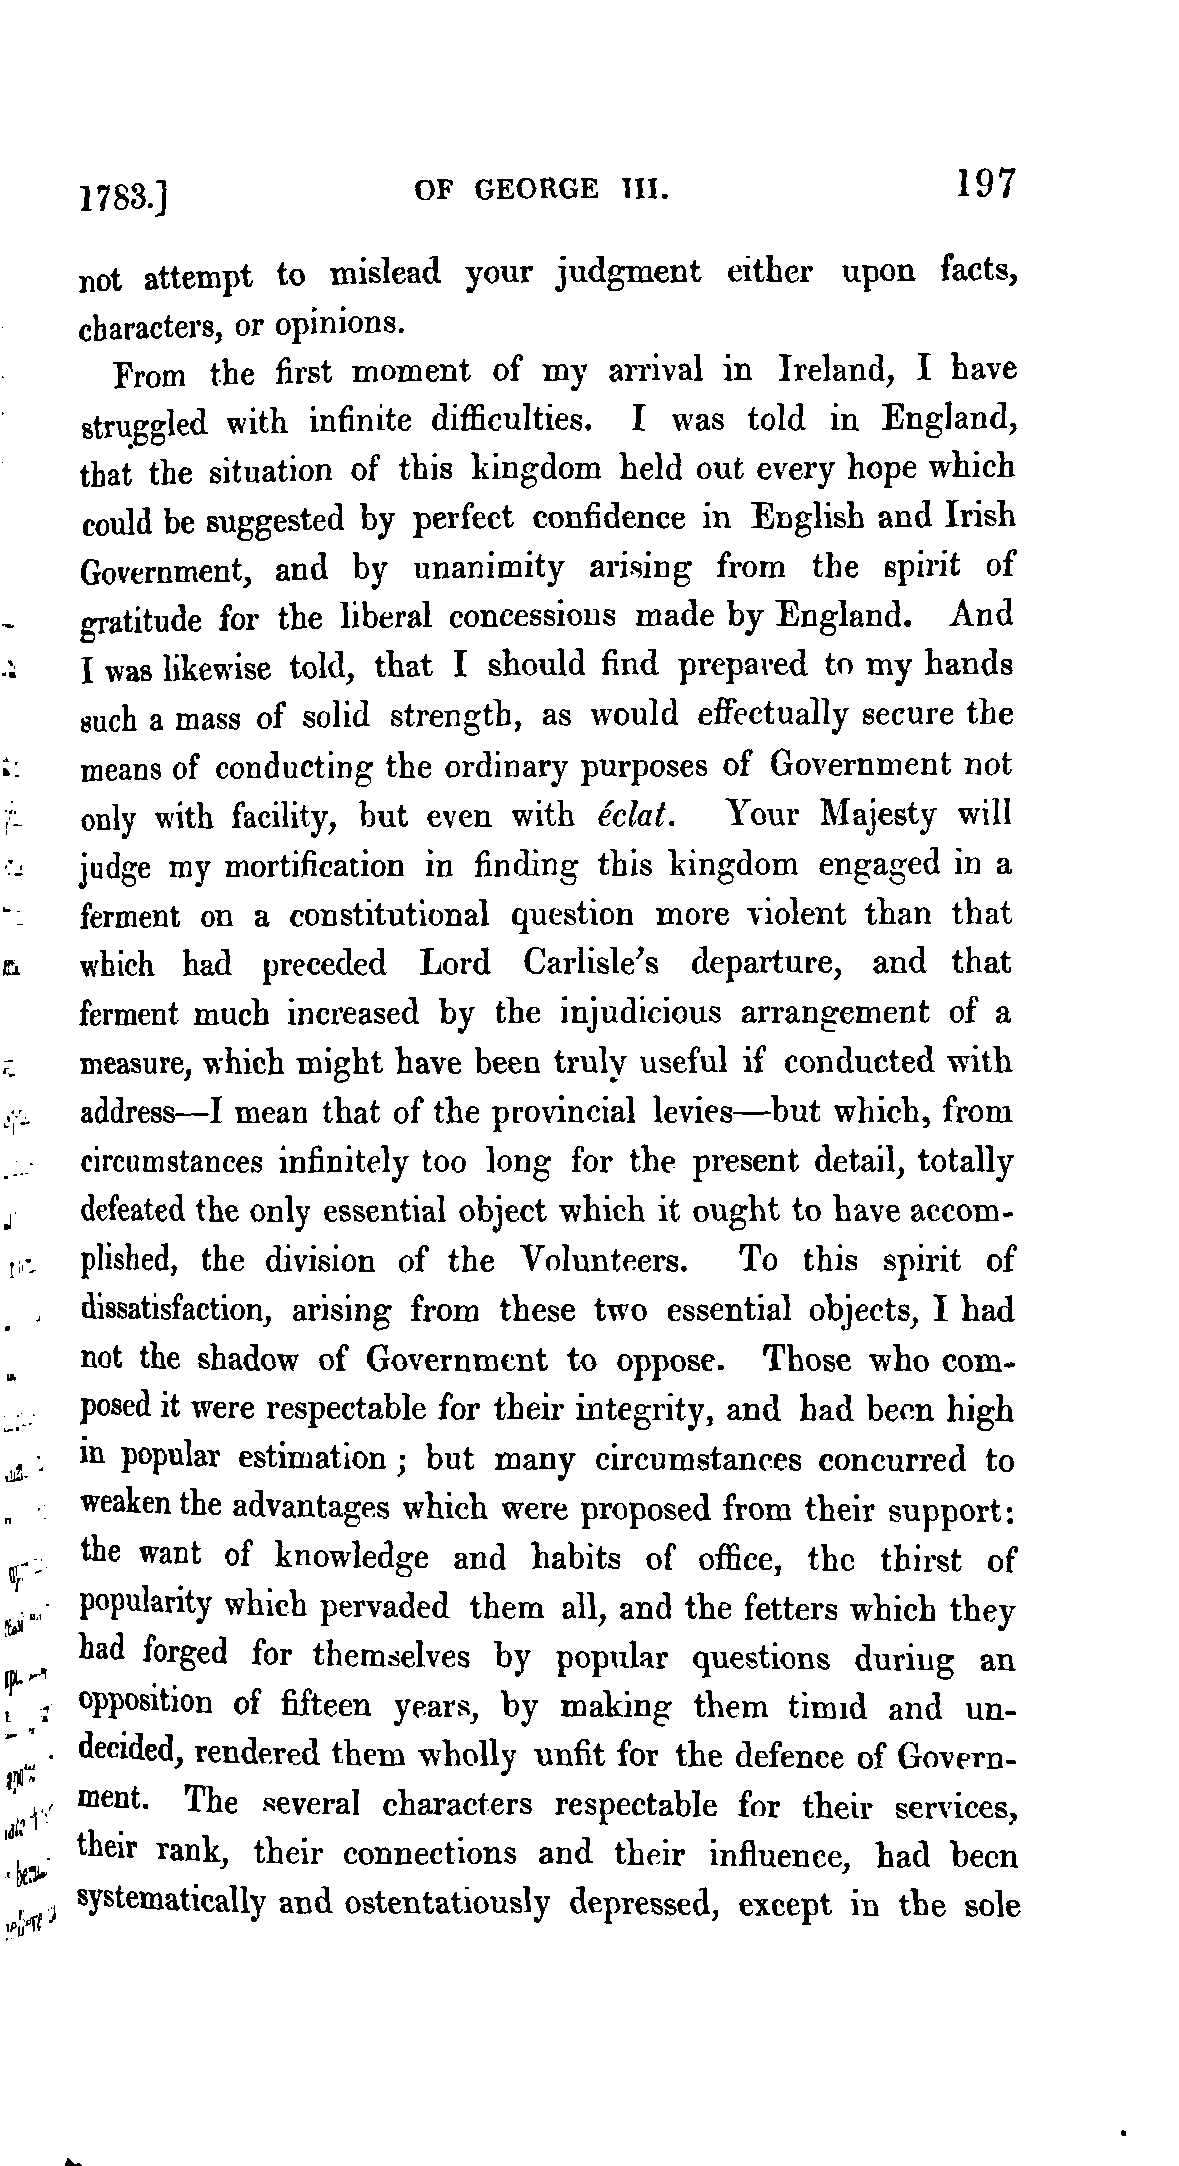 1783.] OF GEORGE III. 197
not attempt to mislead your judgment either upon facts,
characters, or opinions.
From the first moment of my arrival in Ireland, I have
struggled with infinite difficulties. I was told in England,
that the situation of this kingdom held out every hope which
could be suggested by perfect confidence in English and Irish
Government, and by unanimity arising from the spirit of
gratitude for the liberal concessions made by England. And
I was likewise told, that I should find prepared to my hands
such a mass of solid strength, as would effectually secure the
means of conducting the ordinary purposes of Government not
only with facility, but even with éclat. Your Majesty will
judge my mortification in finding this kingdom engaged in a
ferment on a constitutional question more violent than that
which had preceded Lord Carlisle's departure, and that
ferment much increased by the injudicious arrangement of a
measure, which might have been truly useful if conducted with
address—I mean that of the provincial levies—but which, from
circumstances infinitely too long for the present detail, totally
defeated the only essential object which it ought to have accom-
plished, the division of the Volunteers. To this spirit of
dissatisfaction, arising from these two essential objects, I had
not the shadow of Government to oppose. Those who com-
posed it were respectable for their integrity, and had been high
in popular estimation ; but many circumstances concurred to
weaken the advantages which were proposed from their support:
the want of knowledge and habits of office, the thirst of
popularity which pervaded them all, and the fetters which they
had forged for themselves by popular questions during an
opposition of fifteen years, by making them timid and un-
decided, rendered them wholly unfit for the defence of Govern-
ment. The several characters respectable for their services,
their rank, their connections and their influence, had been
systematically and ostentatiously depressed, except in the sole